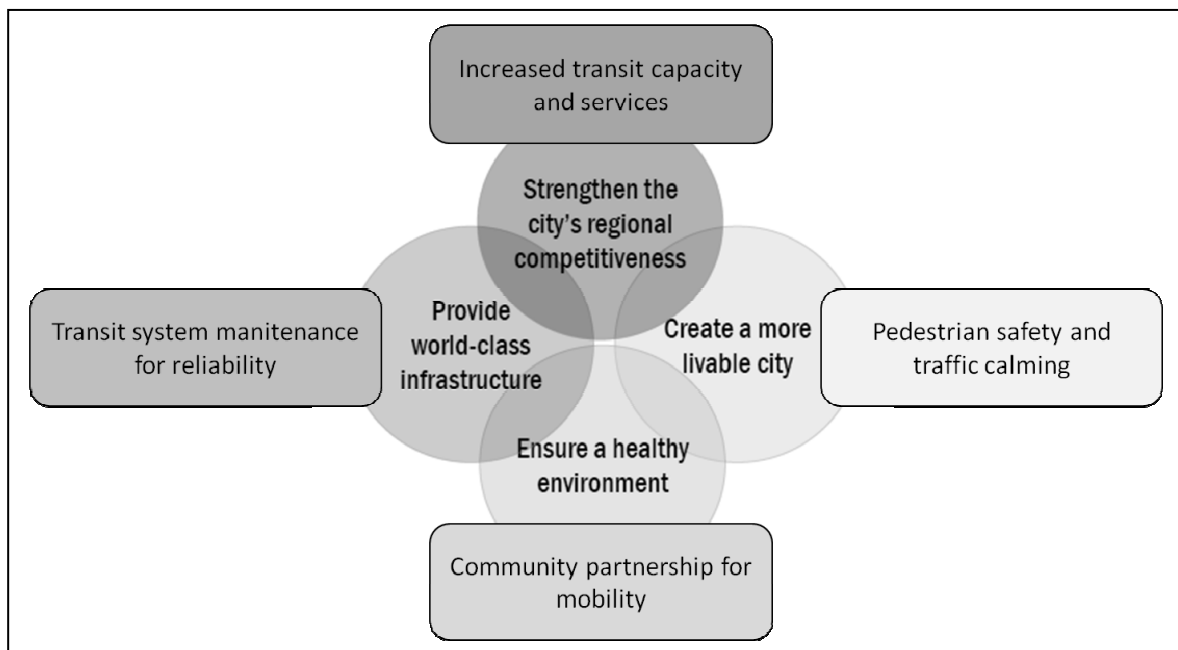 Increased transit capacity
and services
Strengthen the
city's regional
competitiveness
Transit system manitenance
for reliability
Provide
world-class
infrastructure
Create a more
livable city
Pedestrian safety and
traffic calming
Ensure a healthy
environment
Community partnership for
mobility